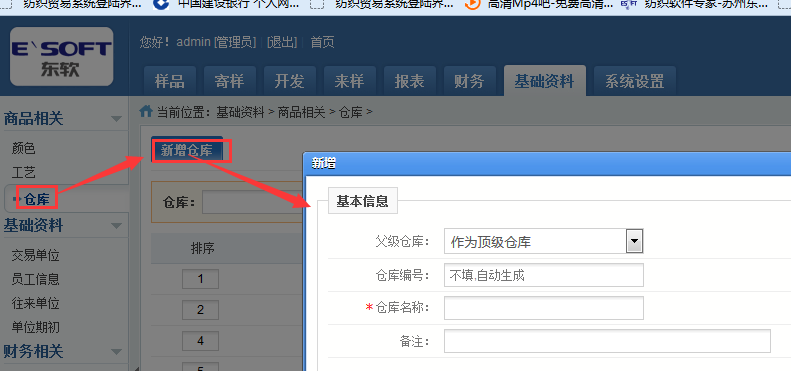 纺织贸易系统登陆界... 中国建设银行 个人网... 纺织贸易系统登陆界... 高清Mp4吧-免费高清... 纺织软件专家-苏州东...
E`SOFT
东软
您好！admin [管理员] [退出] 首页
样品 寄样 开发 来样 报表 财务 基础资料 系统设置
商品相关
颜色
工艺
仓库
基础资料
交易单位
员工信息
往来单位
单位期初
财务相关
当前位置：基础资料 > 商品相关 > 仓库 >
新增仓库
仓库：
排序
1
2
4
5
新增
基本信息
父级仓库： 作为顶级仓库
仓库编号： 不填,自动生成
*仓库名称：
备注：